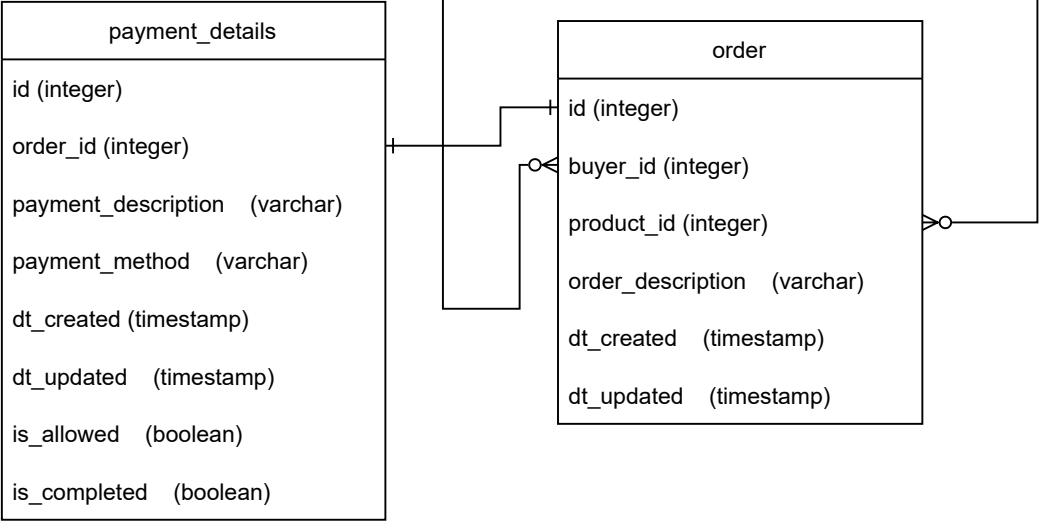 payment_details
id (integer)
order_id (integer)
payment_description (varchar)
payment_method (varchar)
dt_created (timestamp)
dt_updated (timestamp)
is_allowed (boolean)
is_completed (boolean)
order
id (integer)
buyer_id (integer)
product_id (integer)
order_description (varchar)
dt_created (timestamp)
dt_updated (timestamp)